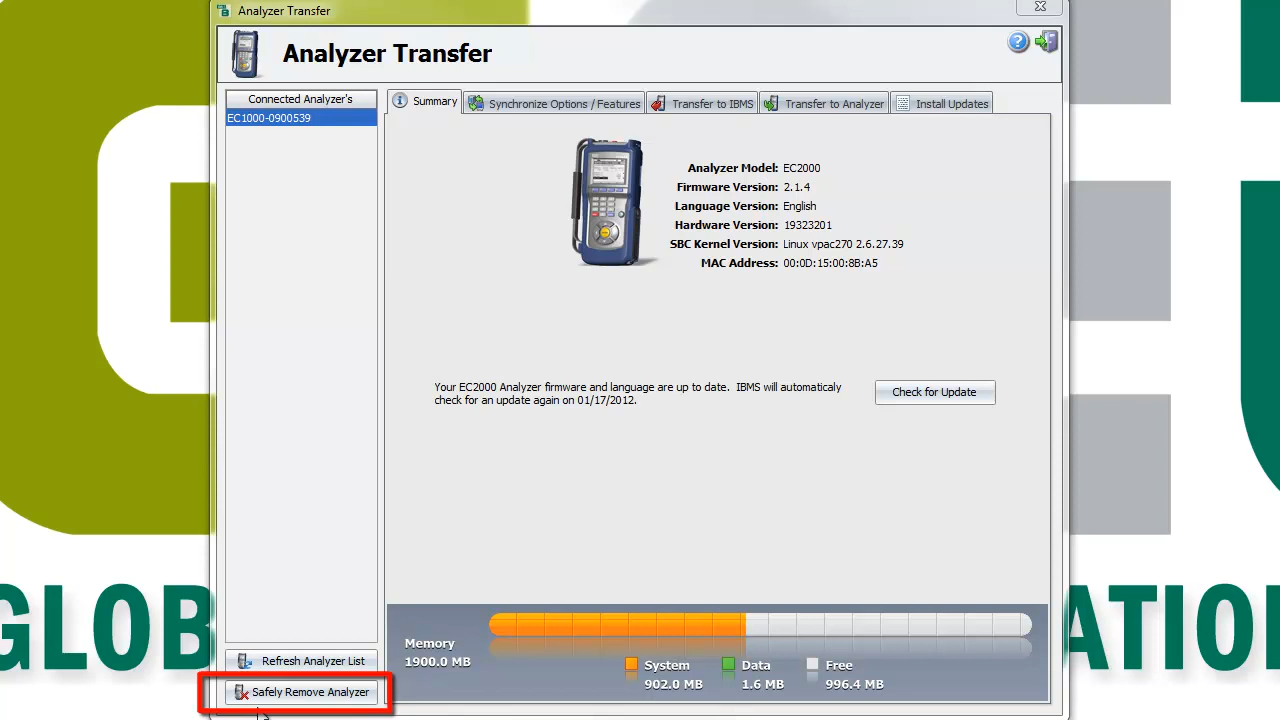 Analyzer Transfer
Analyzer Transfer
Connected Analyzer's
EC1000-0900539
Summary
Synchronize Options / Features
Transfer to IBMS
Transfer to Analyzer
Install Updates
Analyzer Model: EC2000
Firmware Version: 2.1.4
Language Version: English
Hardware Version: 19323201
SBC Kernel Version: Linux vpac270 2.6.27.39
MAC Address: 00:0D:15:00:8B:A5
Your EC2000 Analyzer firmware and language are up to date. IBMS will automaticaly
check for an update again on 01/17/2012.
Check for Update
Memory
1900.0 MB
System
902.0 MB
Data
1.6 MB
Free
996.4 MB
Refresh Analyzer List
Safely Remove Analyzer
GLOB
ATIO